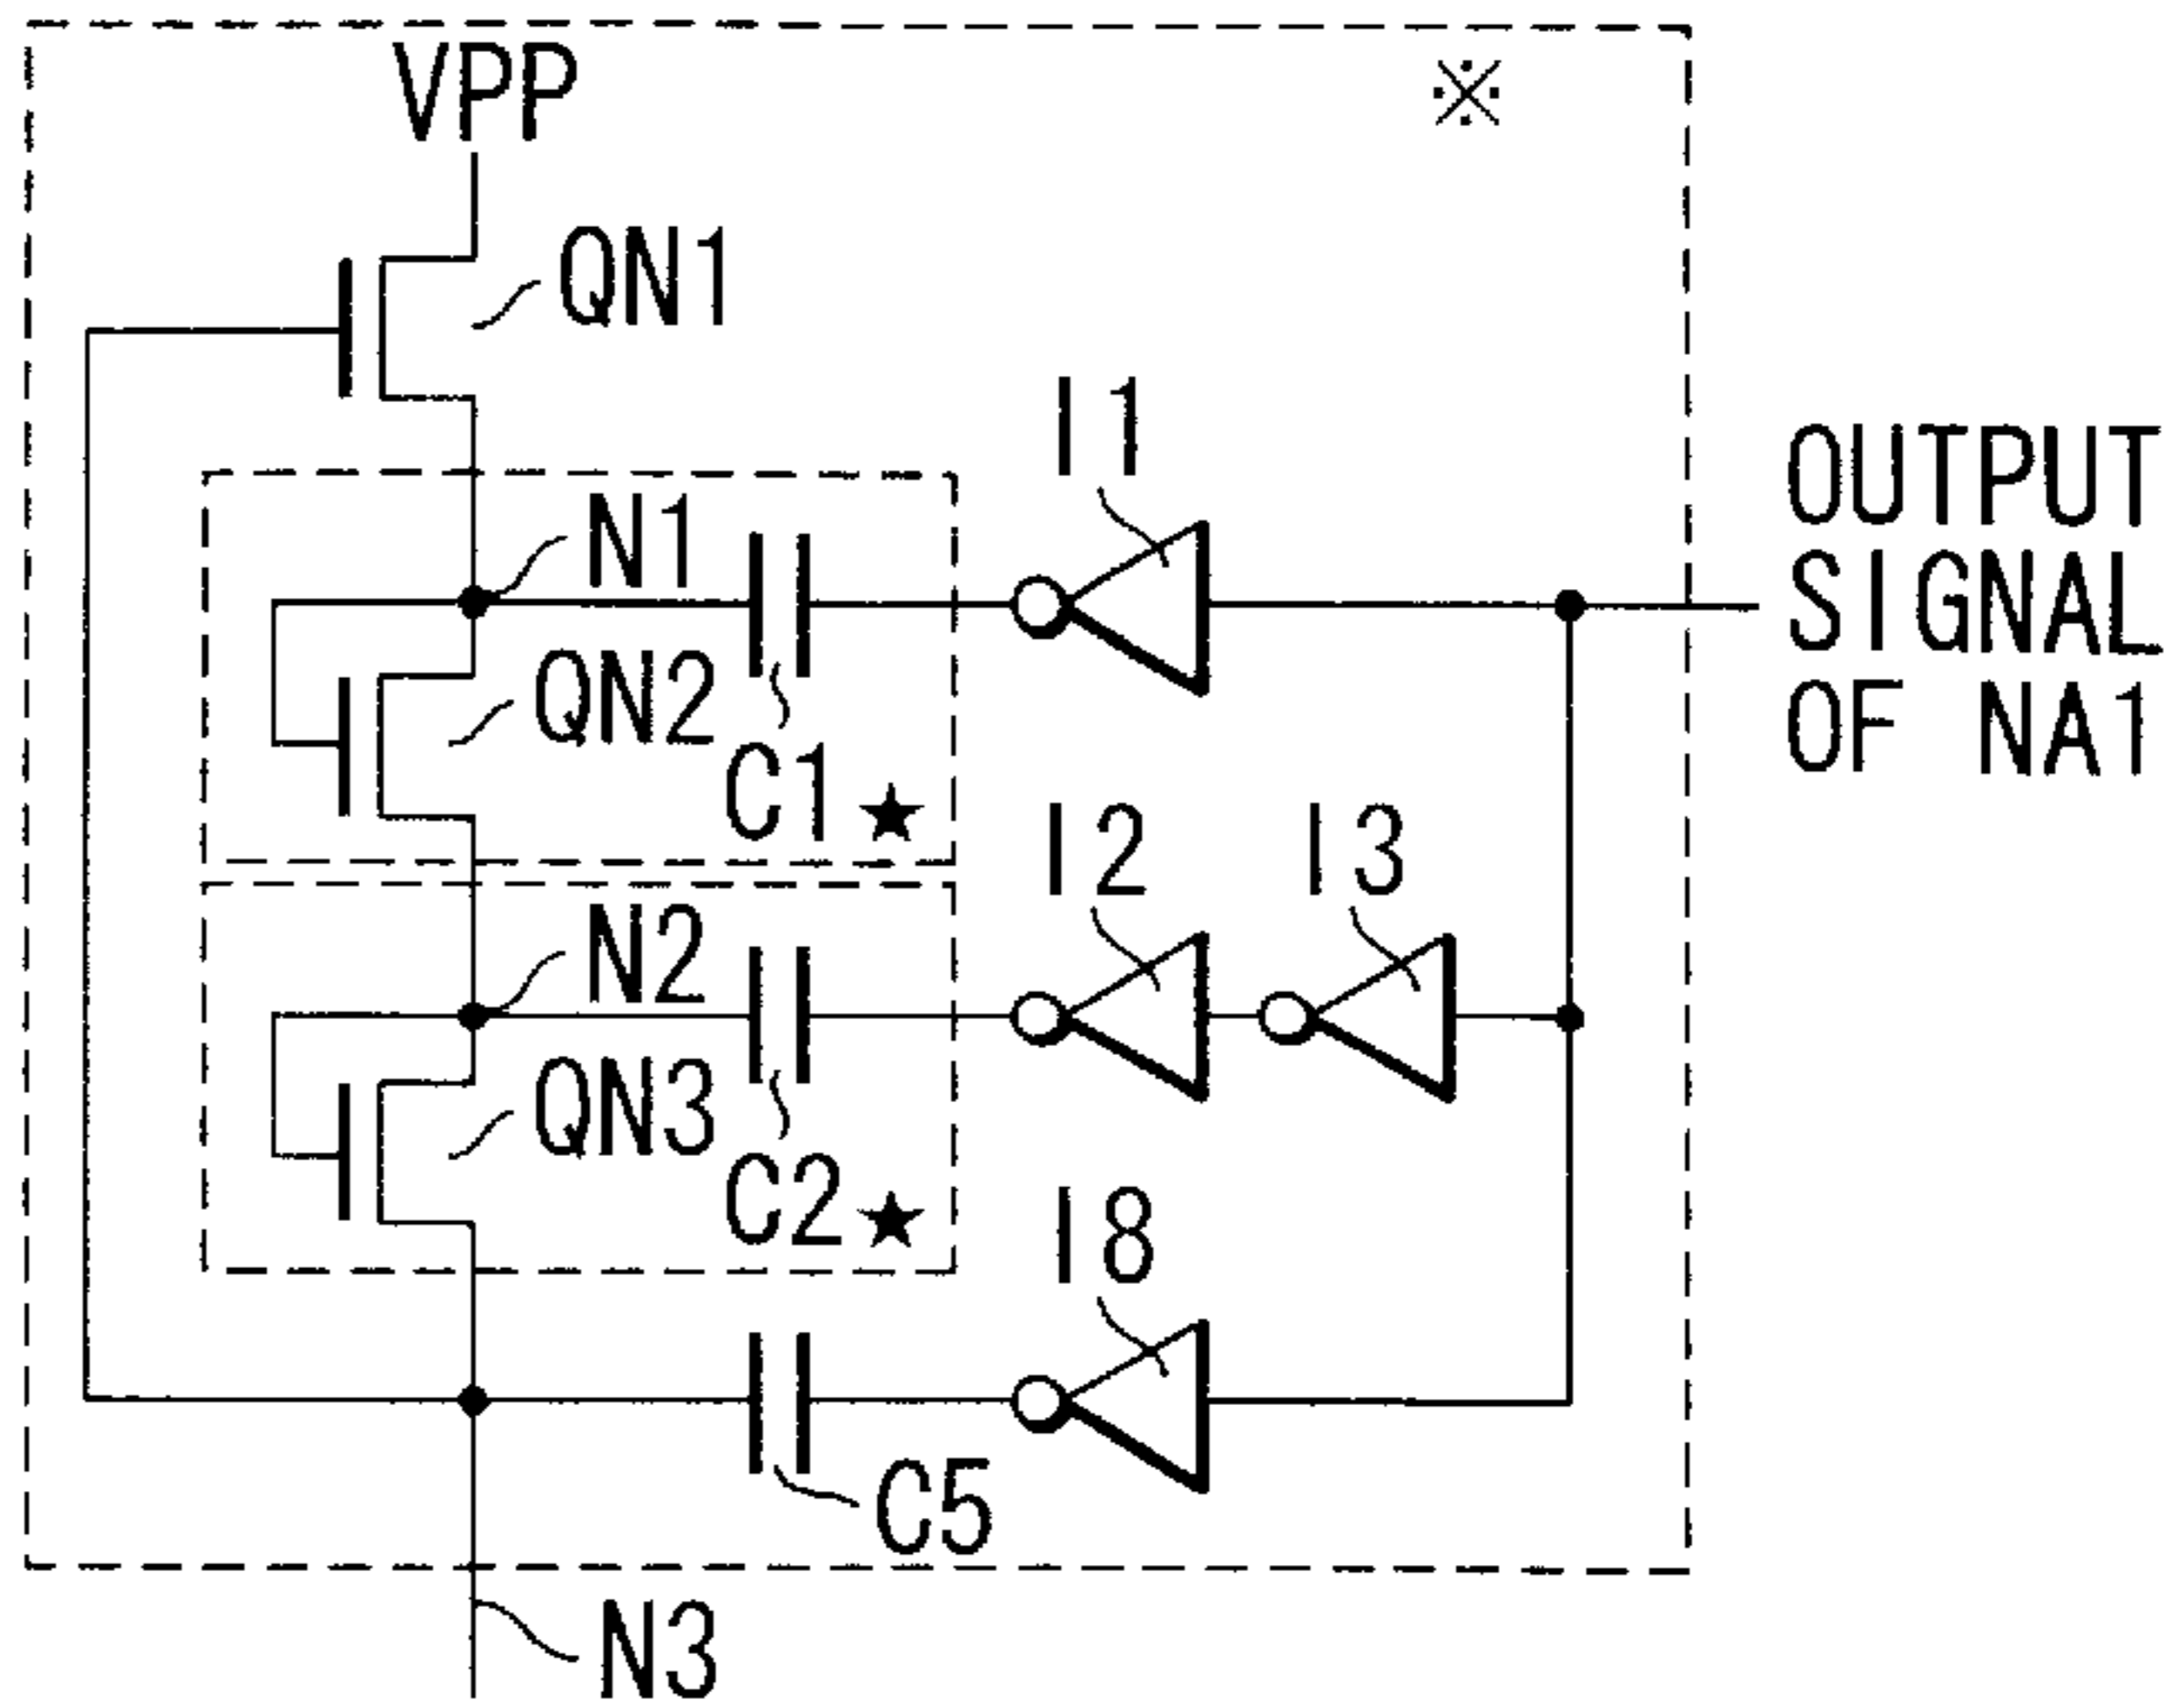 VPP
※
QN1
I1
OUTPUT
SIGNAL
OF NA1
N1
QN2
C1★
I2
I3
N2
QN3
C2★
I8
C5
N3